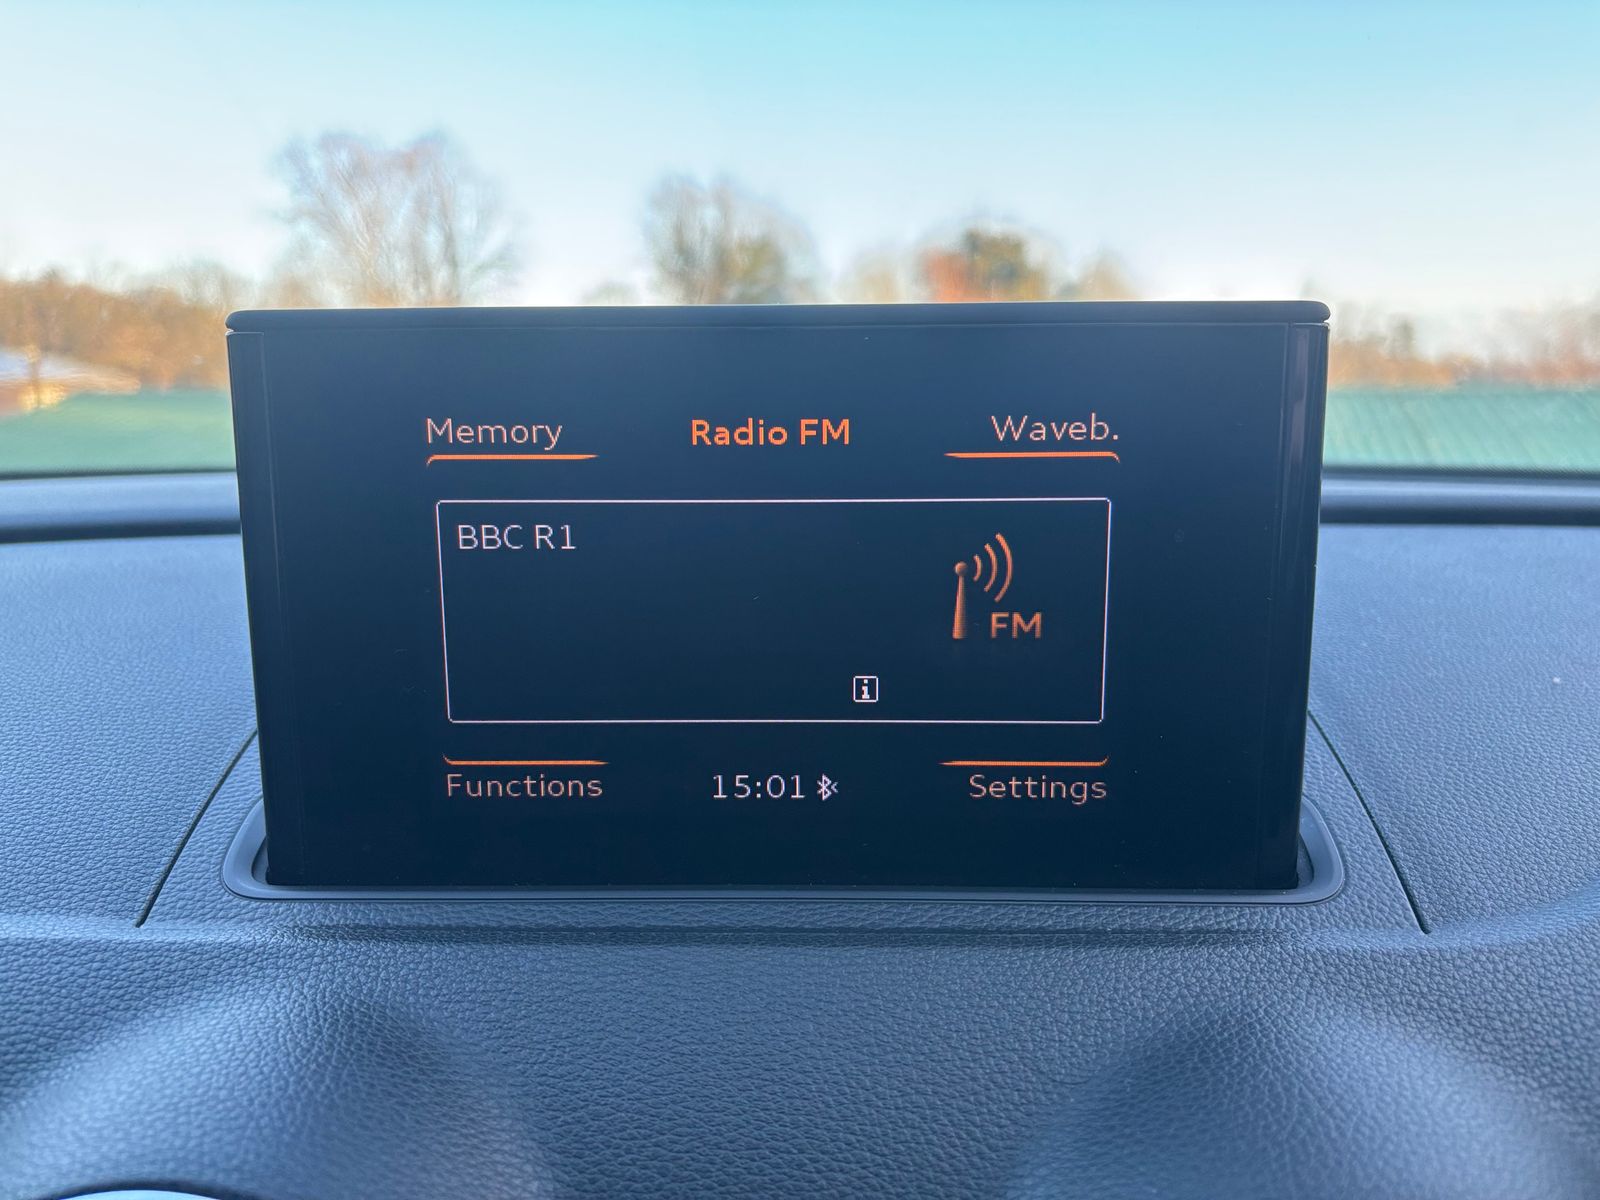 Memory
Radio FM
Waveb.
BBC R1
FM
i
Functions
15:01
Settings